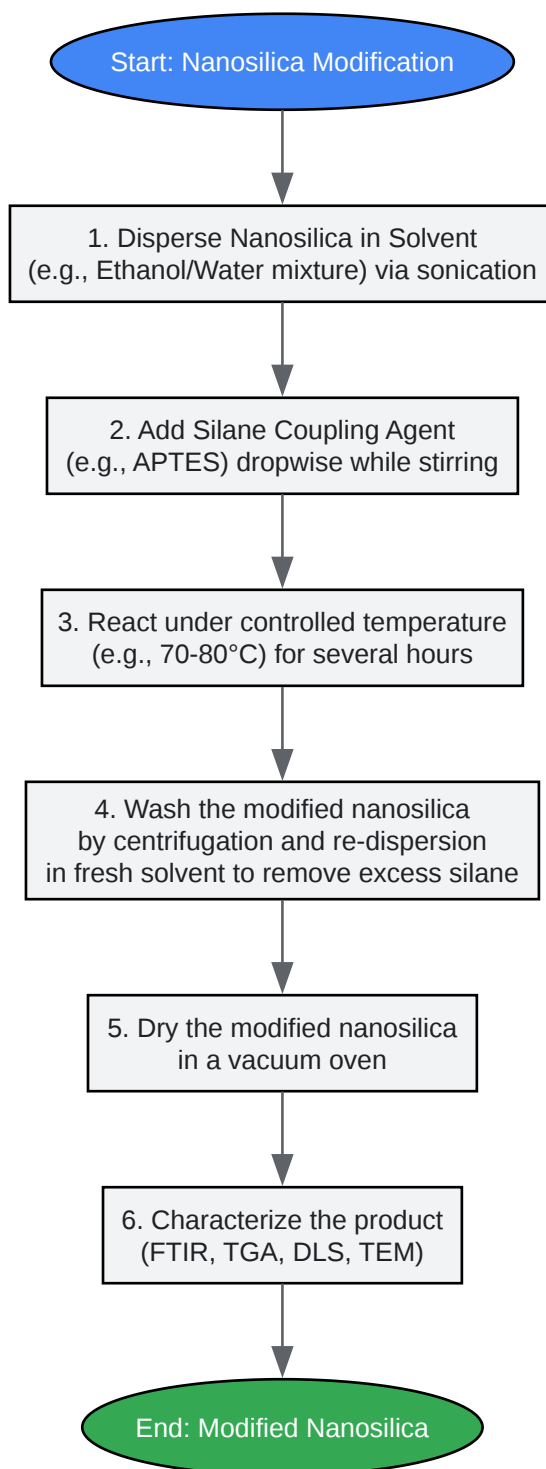 Start: Nanosilica Modification
1. Disperse Nanosilica in Solvent
(e.g., Ethanol/Water mixture) via sonication
2. Add Silane Coupling Agent
(e.g., APTES) dropwise while stirring
3. React under controlled temperature
(e.g., 70-80°C) for several hours
4. Wash the modified nanosilica
by centrifugation and re-dispersion
in fresh solvent to remove excess silane
5. Dry the modified nanosilica
in a vacuum oven
6. Characterize the product
(FTIR, TGA, DLS, TEM)
End: Modified Nanosilica